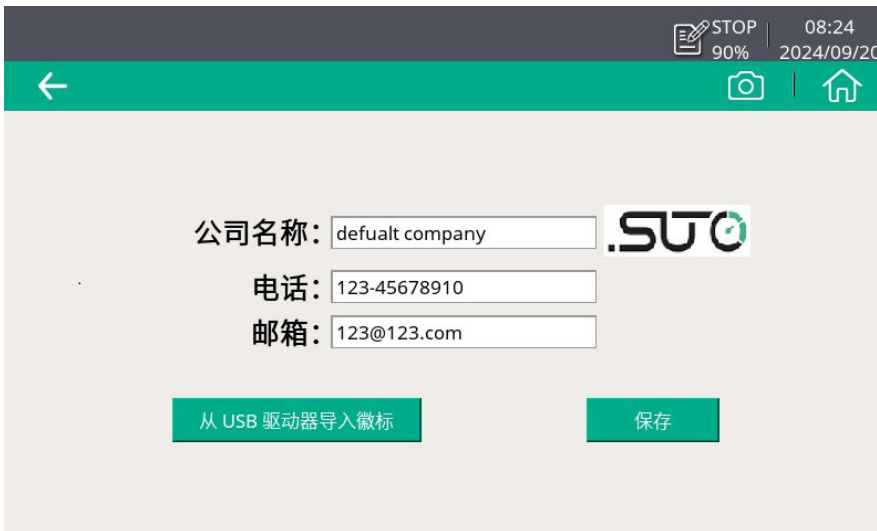 STOP
90%
08:24
2024/09/20
公司名称：
defualt company
.SUTO
电话：
123-45678910
邮箱：
123@123.com
从 USB 驱动器导入徽标
保存